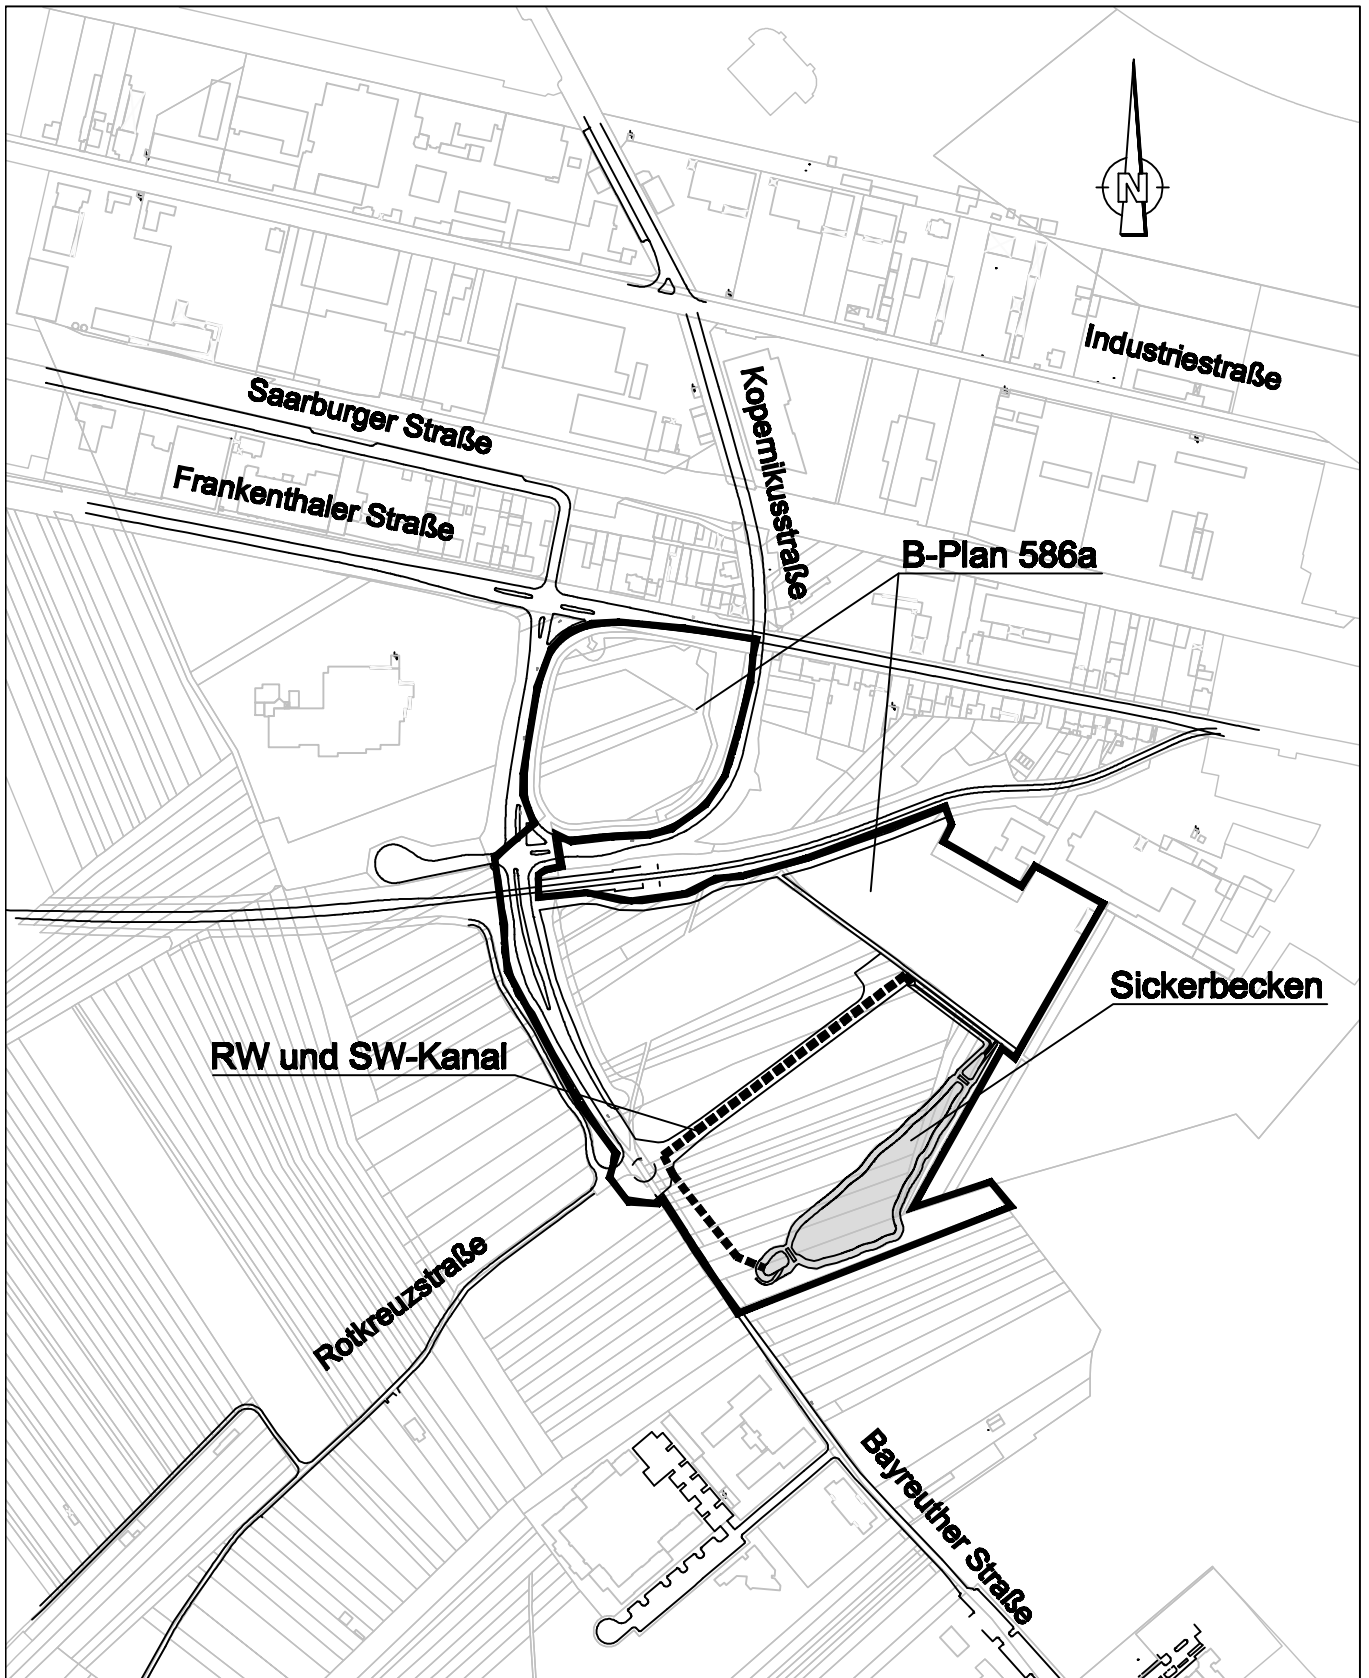 N
Industriestraße
Saarburger Straße
Kopernikusstraße
Frankenthaler Straße
B-Plan 586a
Sickerbecken
RW und SW-Kanal
Rotkreuzstraße
Bayreuther Straße